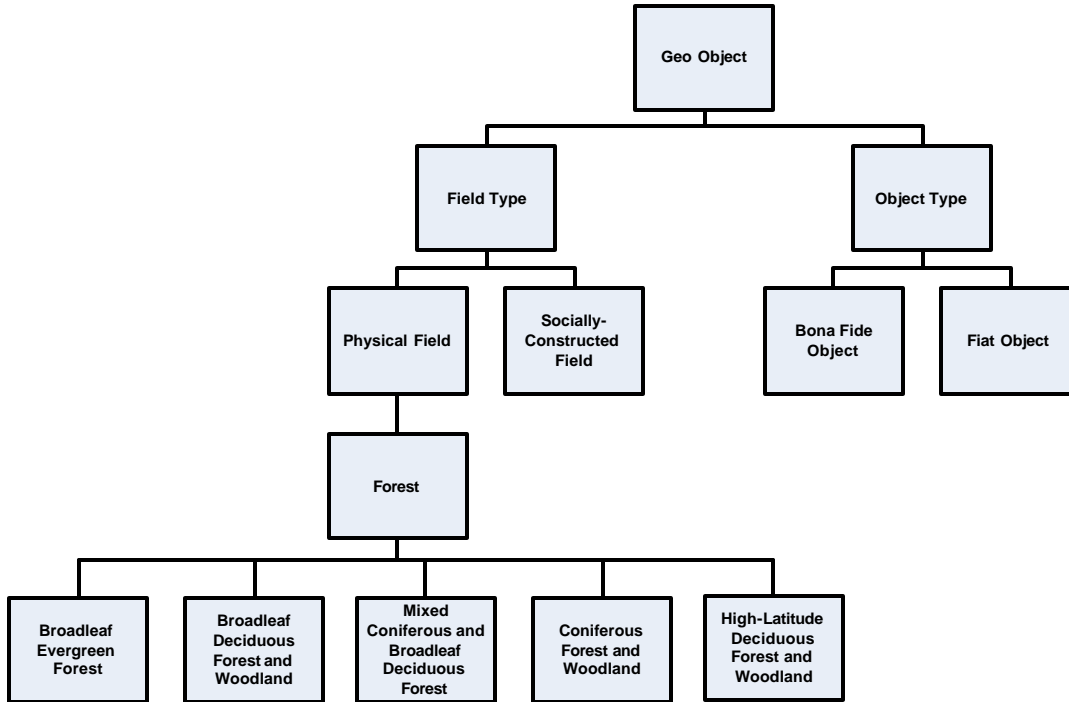 Geo Object
Field Type
Object Type
Physical Field
Socially-
Constructed
Field
Bona Fide
Object
Fiat Object
Forest
Broadleaf
Evergreen
Forest
Broadleaf
Deciduous
Forest and
Woodland
Mixed
Coniferous and
Broadleaf
Deciduous
Forest
Coniferous
Forest and
Woodland
High-Latitude
Deciduous
Forest and
Woodland